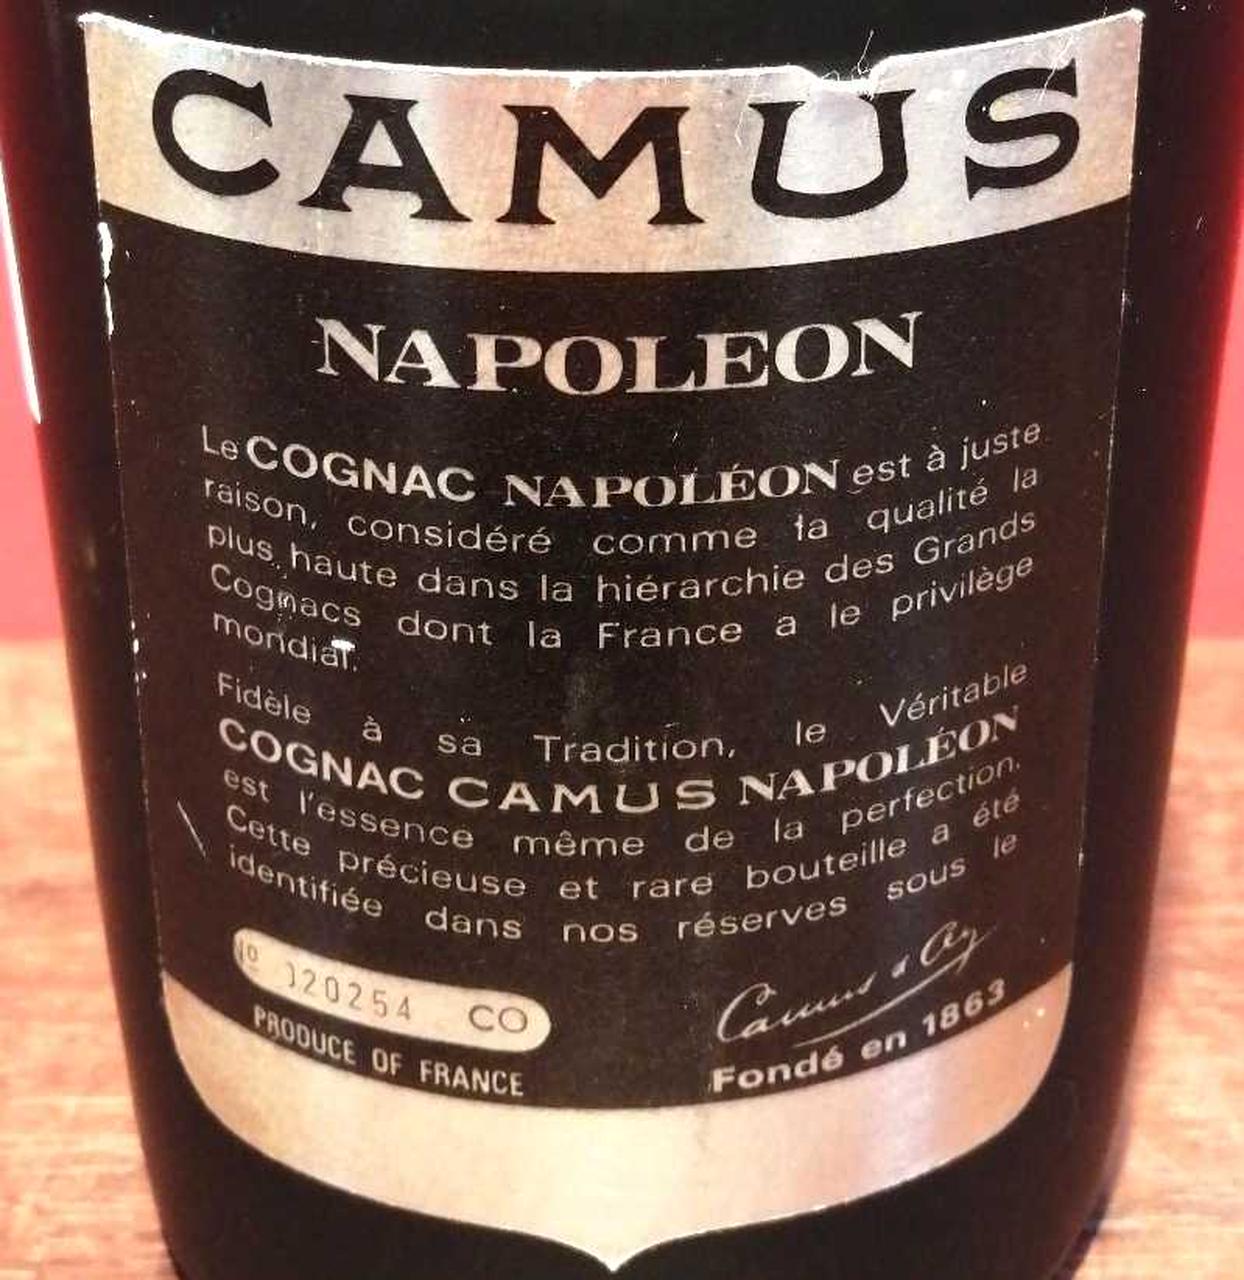 CAMUS
NAPOLEON
Le COGNAC NAPOLÉON est à juste
raison, considéré comme la qualité la
plus haute dans la hiérarchie des Grands
Cognacs dont la France a le privilège
mondial.
Fidèle à sa Tradition, le Véritable
COGNAC CAMUS NAPOLÉON
est l'essence même de la perfection.
Cette précieuse et rare bouteille a été
identifiée dans nos réserves sous le
Nº 020254 CO
Camus & Cy
PRODUCE OF FRANCE
Fondé en 1863